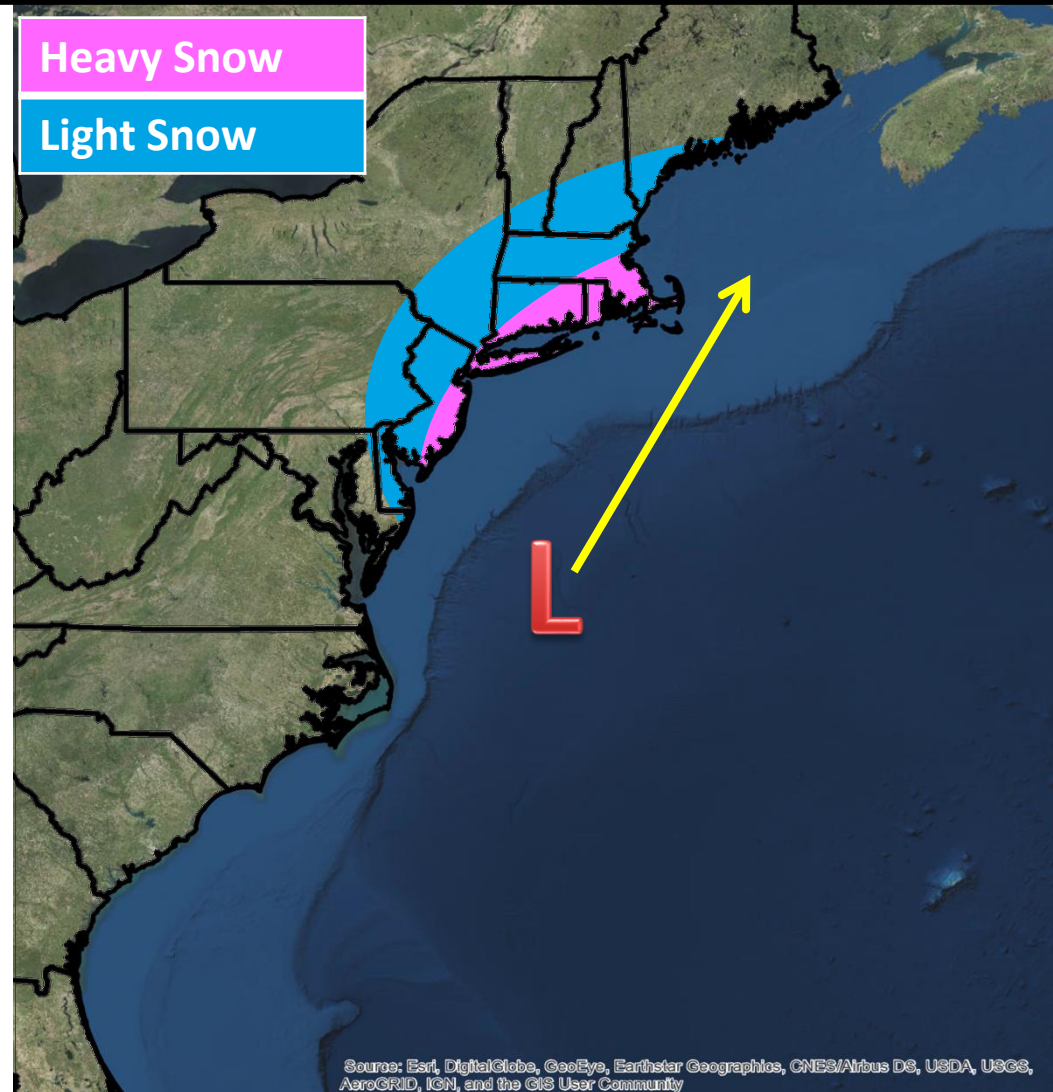 Heavy Snow
Light Snow
L
Source: Esri, DigitalGlobe, GeoEye, Earthstar Geographics, CNES/Airbus DS, USDA, USGS,
AeroGRID, IGN, and the GIS User Community